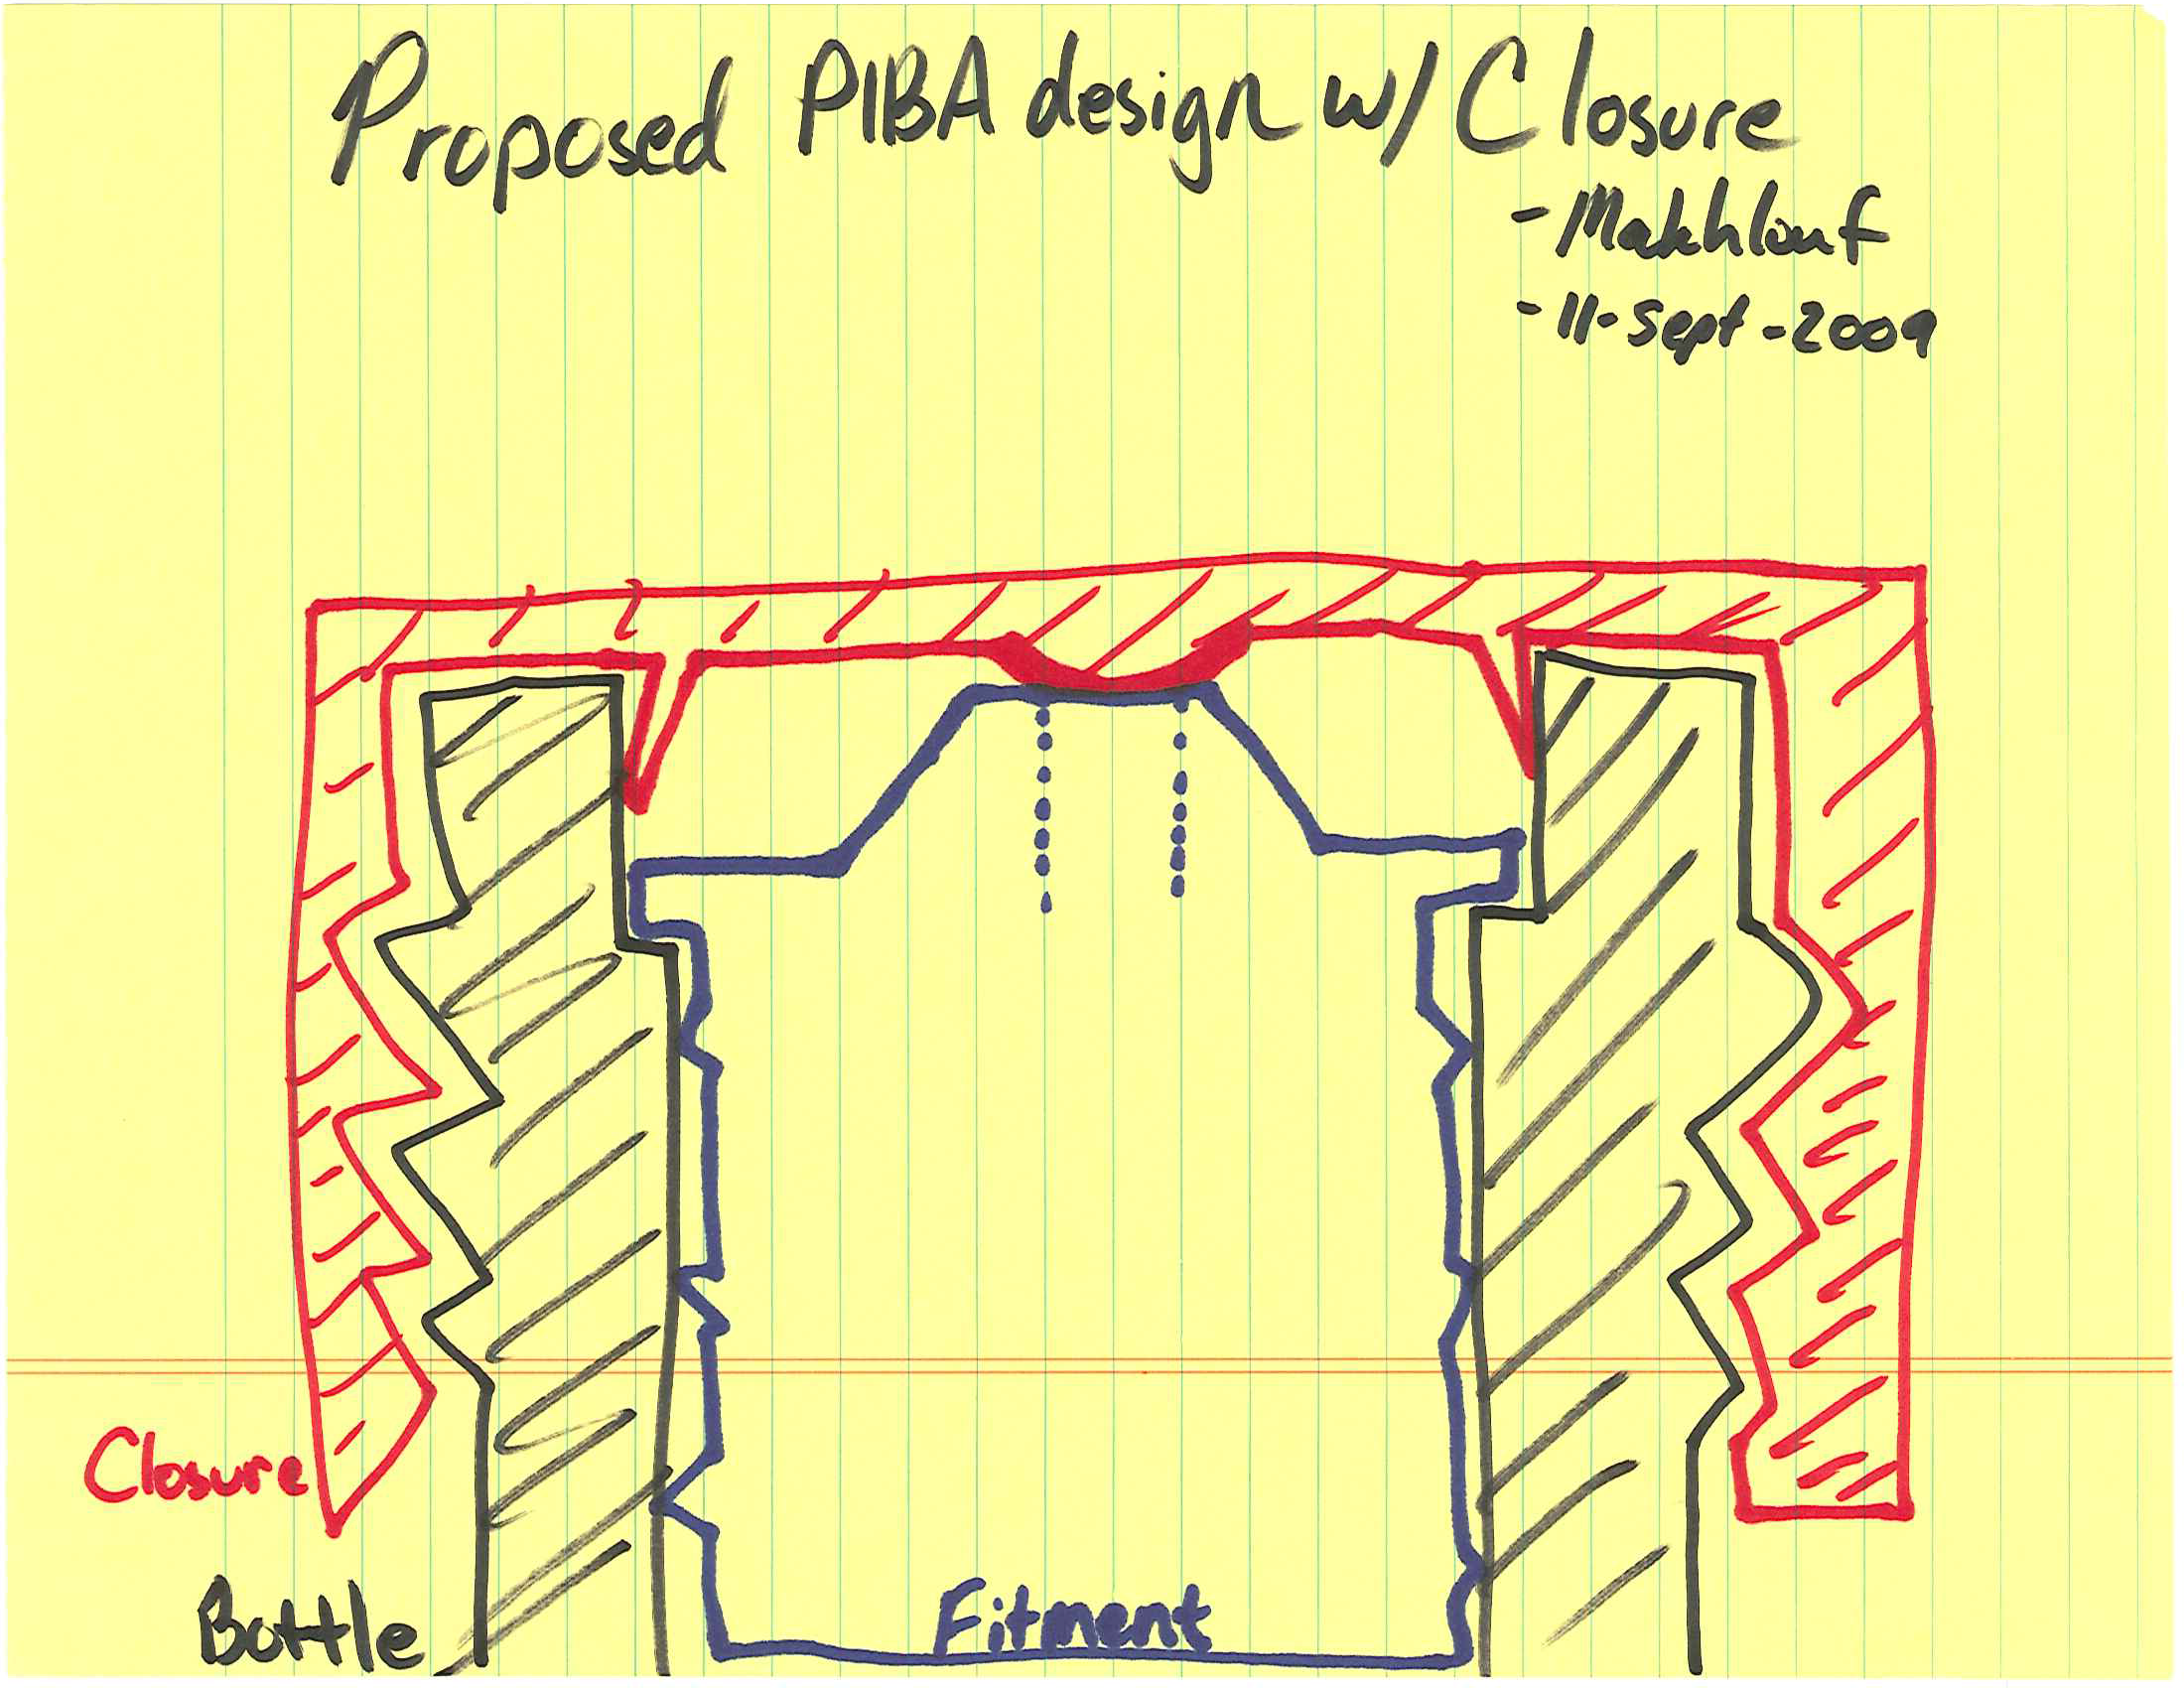 Proposed PIBA design w/ Closure
- Makhlouf
- 11-Sept-2009
Closure
Bottle
Fitment